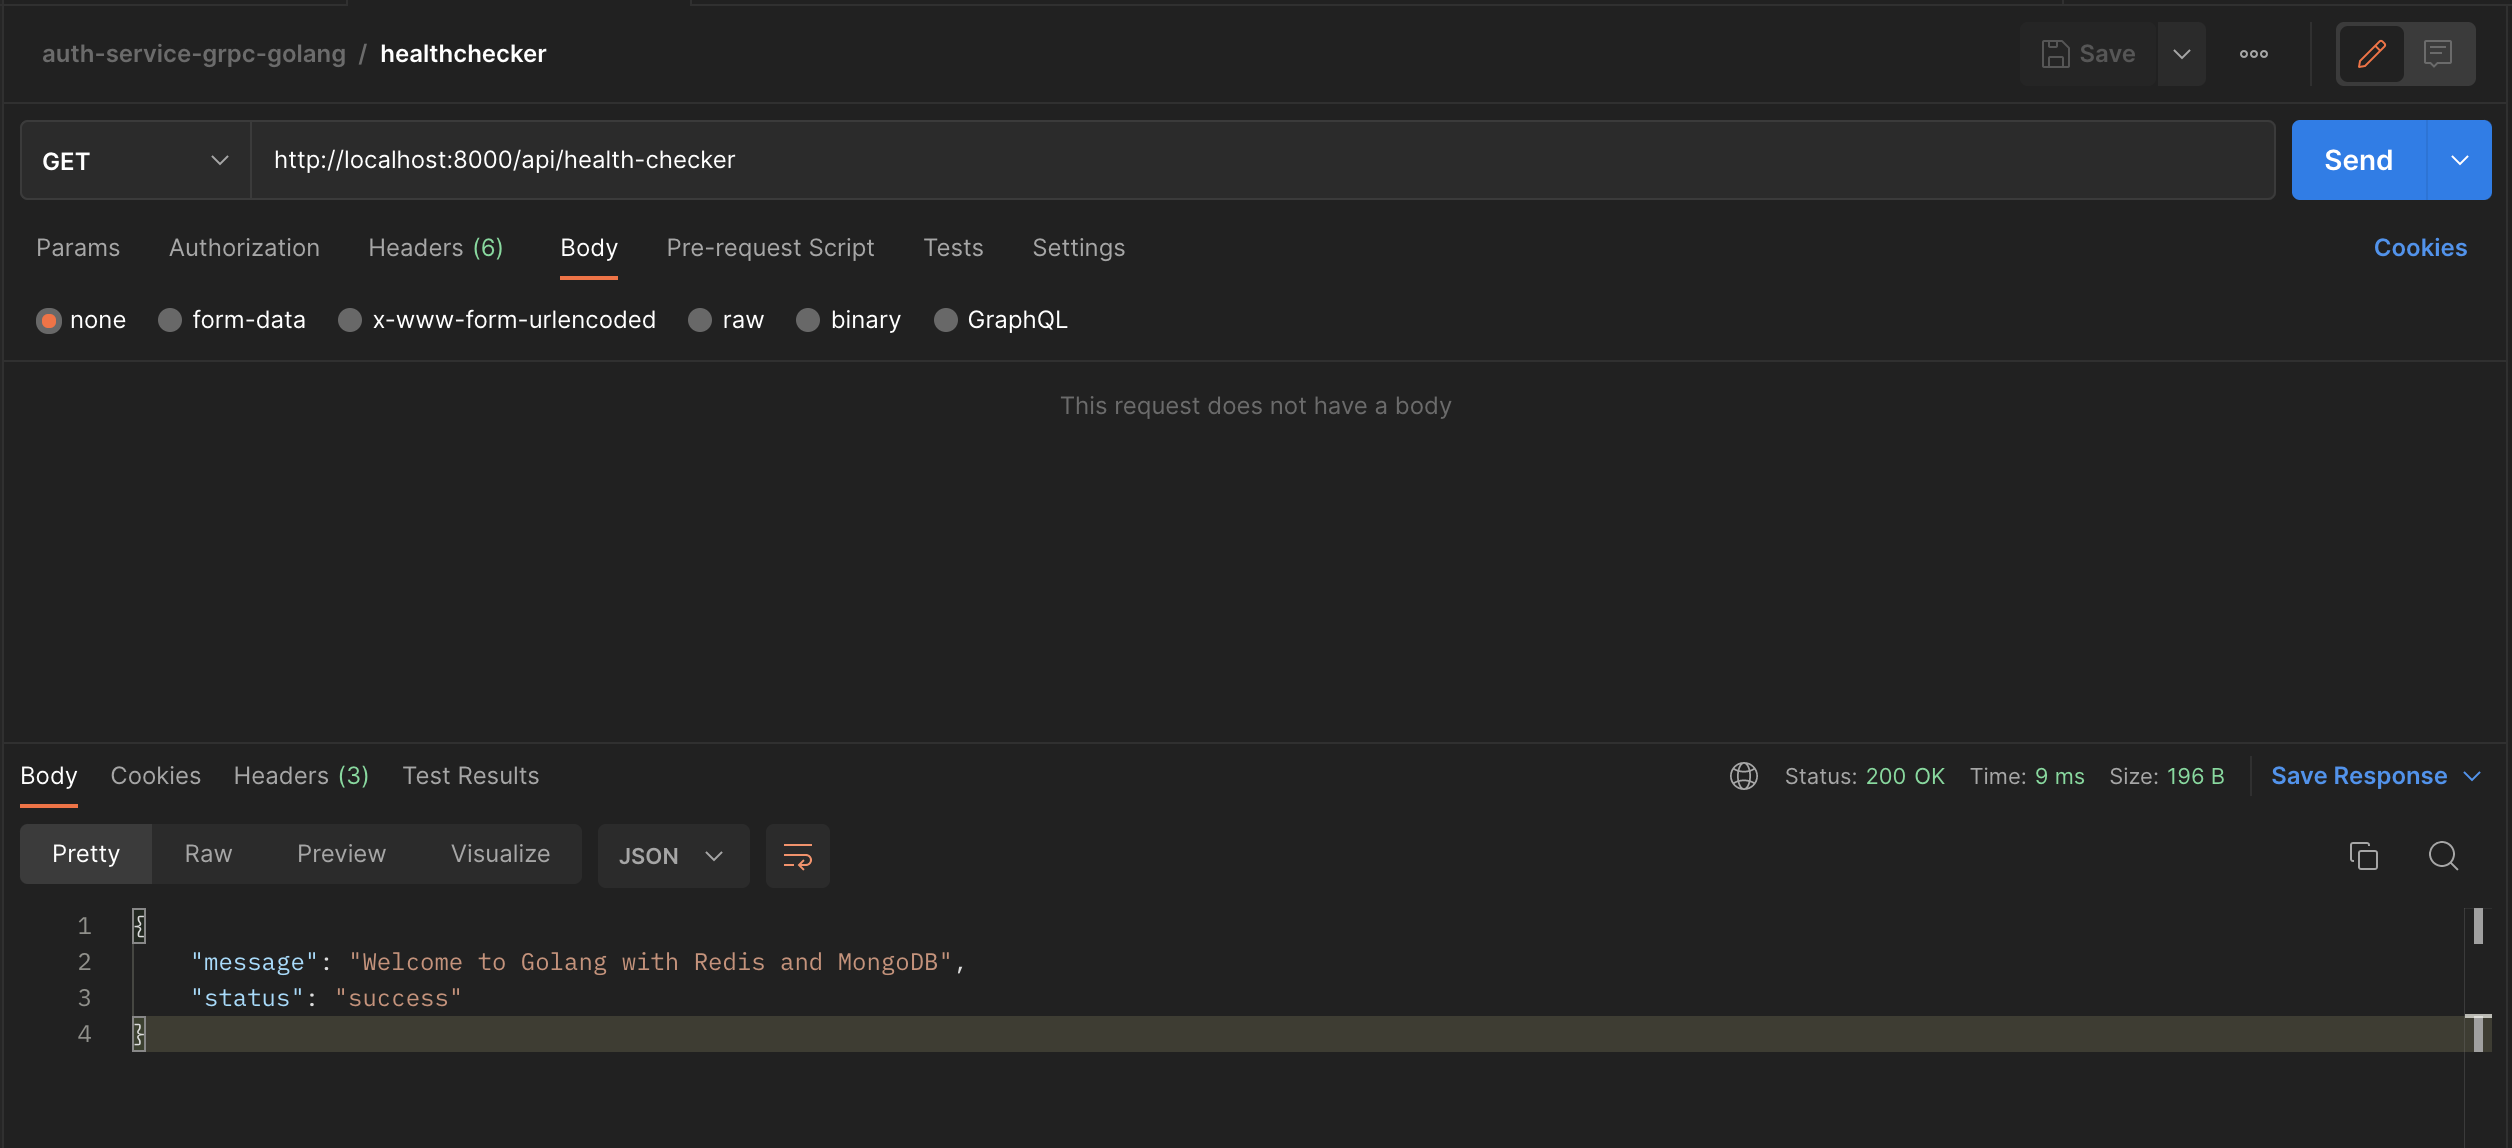 auth-service-grpc-golang / healthchecker
Save
GET
http://localhost:8000/api/health-checker
Send
Params Authorization Headers (6) Body Pre-request Script Tests Settings Cookies
none form-data x-www-form-urlencoded raw binary GraphQL
This request does not have a body
Body Cookies Headers (3) Test Results Status: 200 OK Time: 9 ms Size: 196 B Save Response
Pretty Raw Preview Visualize JSON
1 {
2 "message": "Welcome to Golang with Redis and MongoDB",
3 "status": "success"
4 }